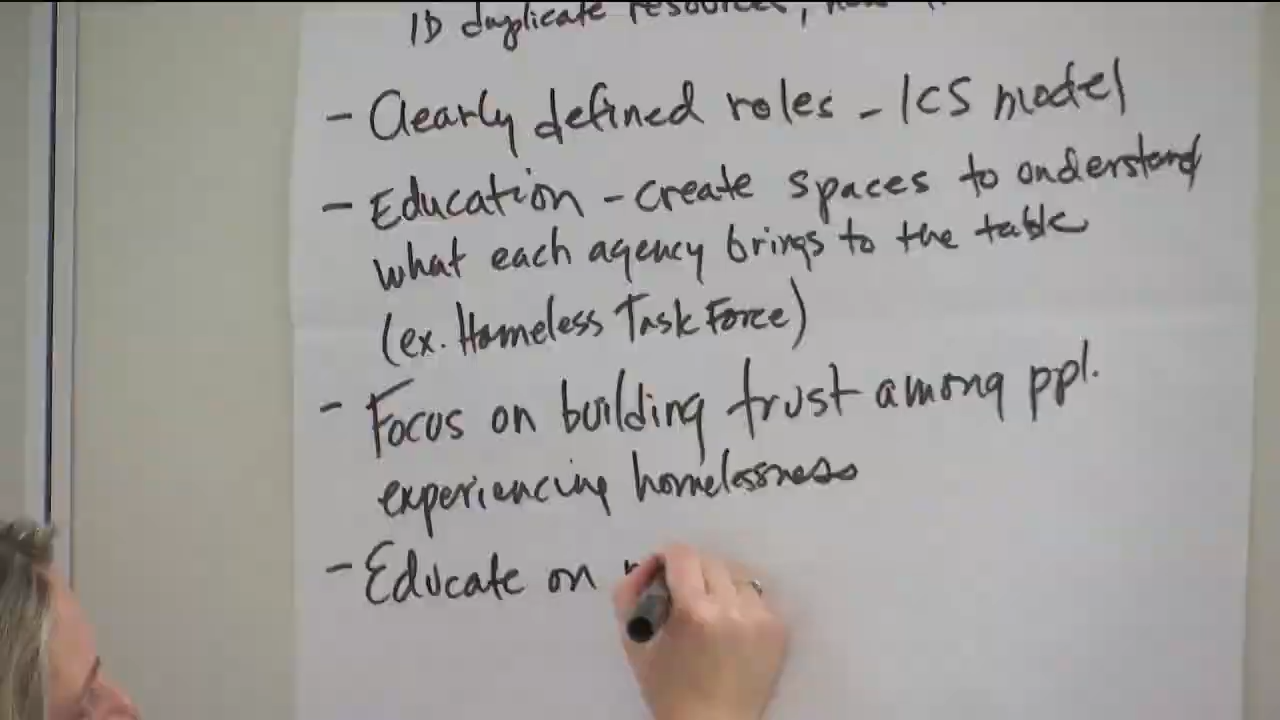 ID duplicate resources,
- Clearly defined roles - ICS model
- Education - create spaces to understand
what each agency brings to the table
(ex. Homeless Task Force)
- Focus on building trust among ppl.
experiencing homelessness
- Educate on